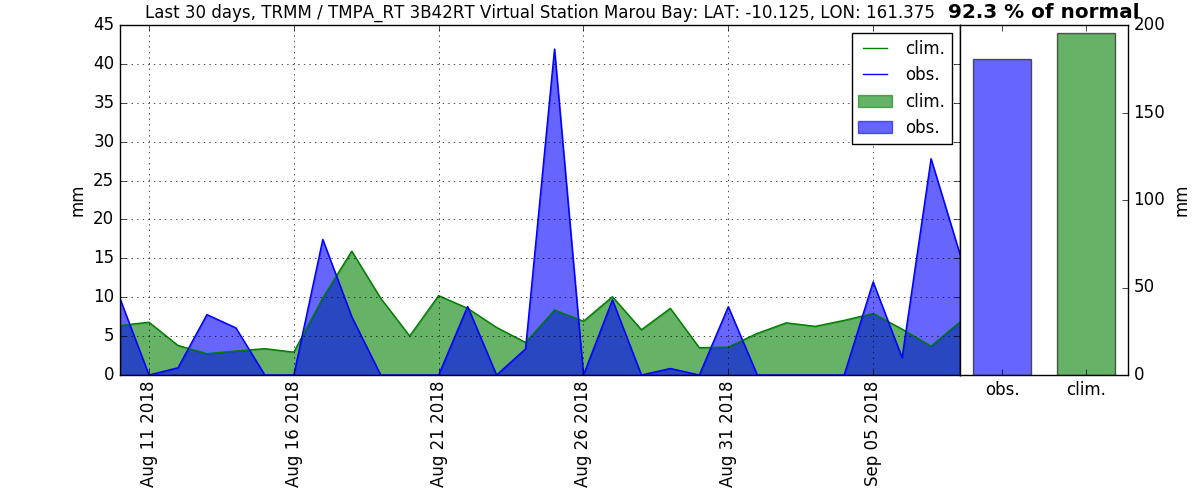 Last 30 days, TRMM / TMPA_RT 3B42RT Virtual Station Marou Bay: LAT: -10.125, LON: 161.375
92.3 % of normal
45
40
35
30
25
20
15
10
5
0
mm
clim.
obs.
clim.
obs.
200
150
100
50
0
mm
obs.
clim.
Aug 11 2018
Aug 16 2018
Aug 21 2018
Aug 26 2018
Aug 31 2018
Sep 05 2018